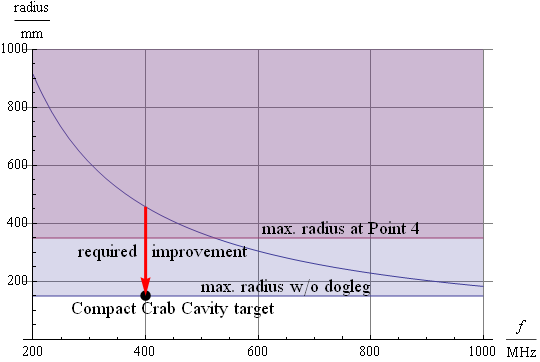 radius
mm
1000
800
600
400
200
max. radius at Point 4
required improvement
max. radius w/o dogleg
Compact Crab Cavity target
200 400 600 800 1000
f
MHz